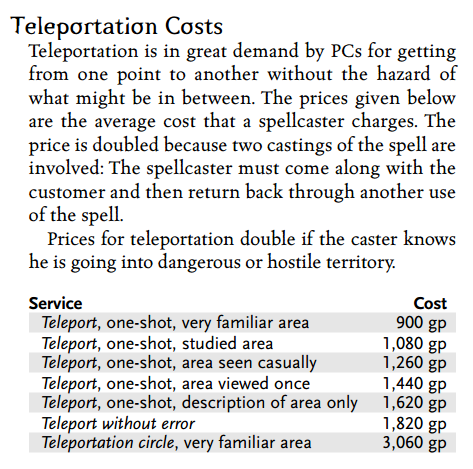 Teleportation Costs
Teleportation is in great demand by PCs for getting
from one point to another without the hazard of
what might be in between. The prices given below
are the average cost that a spellcaster charges. The
price is doubled because two castings of the spell are
involved: The spellcaster must come along with the
customer and then return back through another use
of the spell.
Prices for teleportation double if the caster knows
he is going into dangerous or hostile territory.
Service Cost
Teleport, one-shot, very familiar area 900 gp
Teleport, one-shot, studied area 1,080 gp
Teleport, one-shot, area seen casually 1,260 gp
Teleport, one-shot, area viewed once 1,440 gp
Teleport, one-shot, description of area only 1,620 gp
Teleport without error 1,820 gp
Teleportation circle, very familiar area 3,060 gp